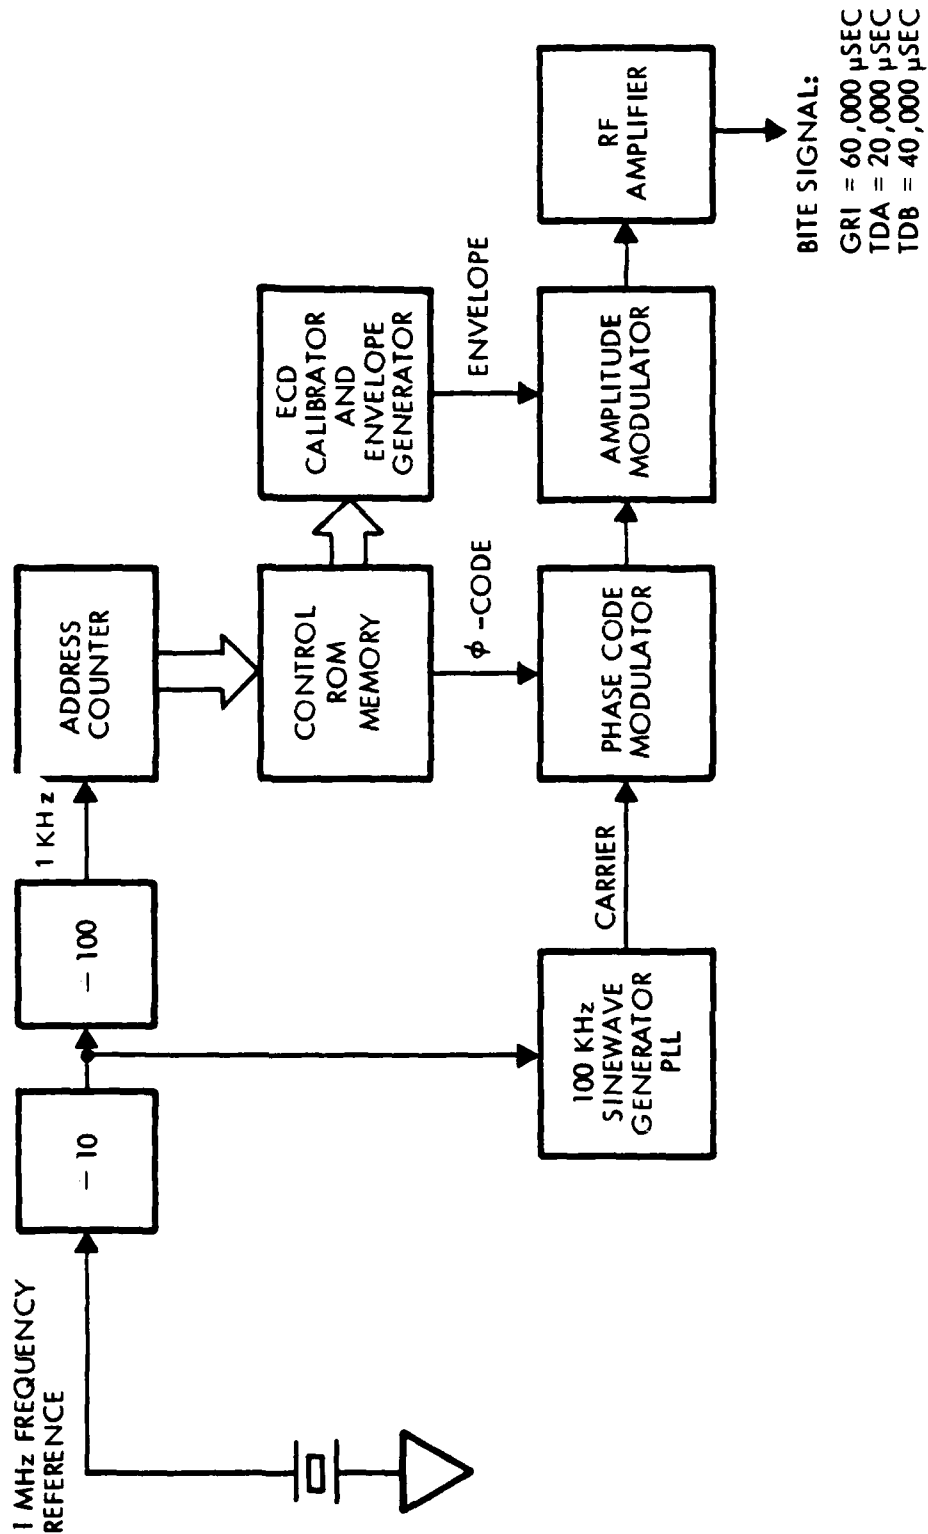 1 MHz FREQUENCY
REFERENCE
– 10
– 100
1 KHz
ADDRESS
COUNTER
CONTROL
ROM
MEMORY
ECD
CALIBRATOR
AND
ENVELOPE
GENERATOR
ϕ -CODE
ENVELOPE
100 KHz
SINEWAVE
GENERATOR
PLL
CARRIER
PHASE CODE
MODULATOR
AMPLITUDE
MODULATOR
RF
AMPLIFIER
BITE SIGNAL:
GRI = 60,000 µSEC
TDA = 20,000 µSEC
TDB = 40,000 µSEC